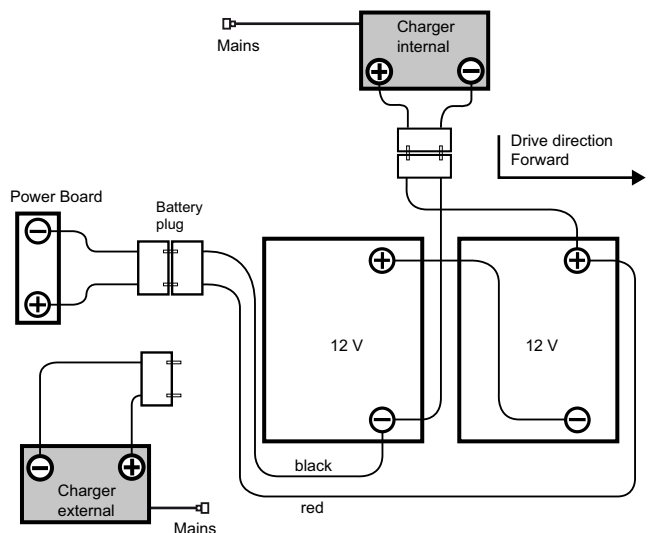 Charger
internal
Mains
Drive direction
Forward
Power Board
Battery
plug
12 V
12 V
black
red
Charger
external
Mains